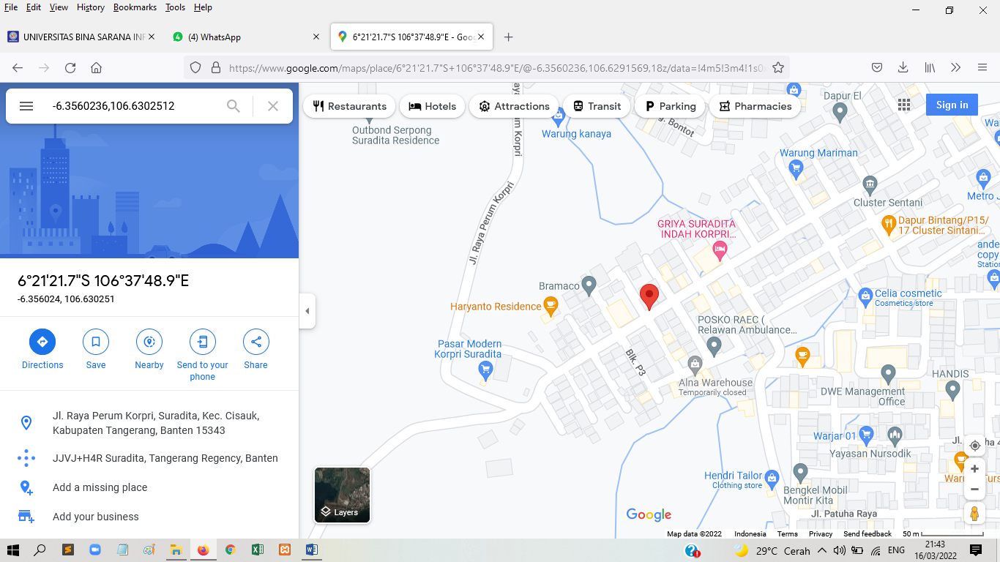 File Edit View History Bookmarks Tools Help
UNIVERSITAS BINA SARANA INF
(4) WhatsApp
6°21'21.7"S 106°37'48.9"E - Goo
https://www.google.com/maps/place/6°21'21.7"S+106°37'48.9"E/@-6.3560236,106.6291569,18z/data=!4m5!3m4!1s0x
-6.3560236,106.6302512
Restaurants
Hotels
Attractions
Transit
Parking
Pharmacies
Sign in
6°21'21.7"S 106°37'48.9"E
-6.356024, 106.630251
Directions
Save
Nearby
Send to your
phone
Share
Jl. Raya Perum Korpri, Suradita, Kec. Cisauk,
Kabupaten Tangerang, Banten 15343
JJVJ+H4R Suradita, Tangerang Regency, Banten
Add a missing place
Add your business
Outbond Serpong
Suradita Residence
aya Perum Korpri
Warung kanaya
g. Bontot
Dapur El
Warung Mariman
Cluster Sentani
Metro J
Jl. Raya Perum Korpri
GRIYA SURADITA
INDAH KORPRI...
Dapur Bintang/P15/
17 Cluster Sintani...
ande
copy
Station
Bramaco
Haryanto Residence
Celia cosmetic
Cosmetics store
POSKO RAEC (
Relawan Ambulance...
Pasar Modern
Korpri Suradita
Blk. P3
Alna Warehouse
Temporarily closed
HANDIS
DWE Management
Office
Warjar 01
Yayasan Nursodik
Hendri Tailor
Clothing store
Bengkel Mobil
Montir Kita
Jl. Patuha Raya
Layers
Google
Map data ©2022 Indonesia Terms Privacy Send feedback 50 m
29°C Cerah
ENG
21:43
16/03/2022